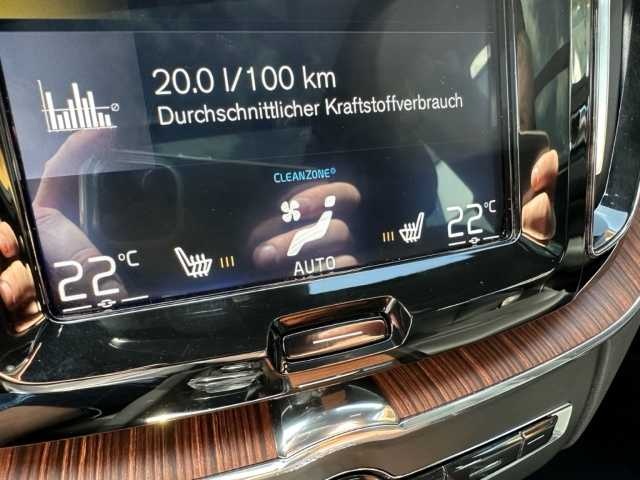 20.0 l/100 km
Durchschnittlicher Kraftstoffverbrauch
CLEANZONE®
22°C
22°C
AUTO